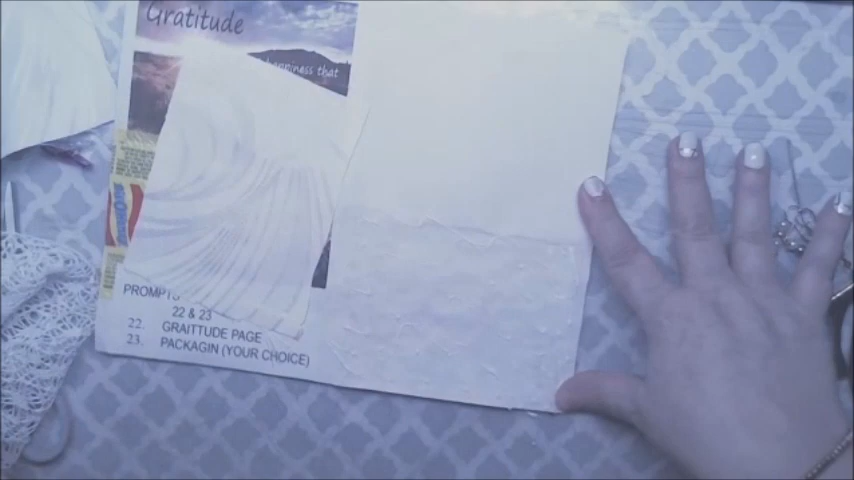 Gratitude
happiness that
PROMPTS
22 & 23
22. GRAITTUDE PAGE
23. PACKAGIN (YOUR CHOICE)